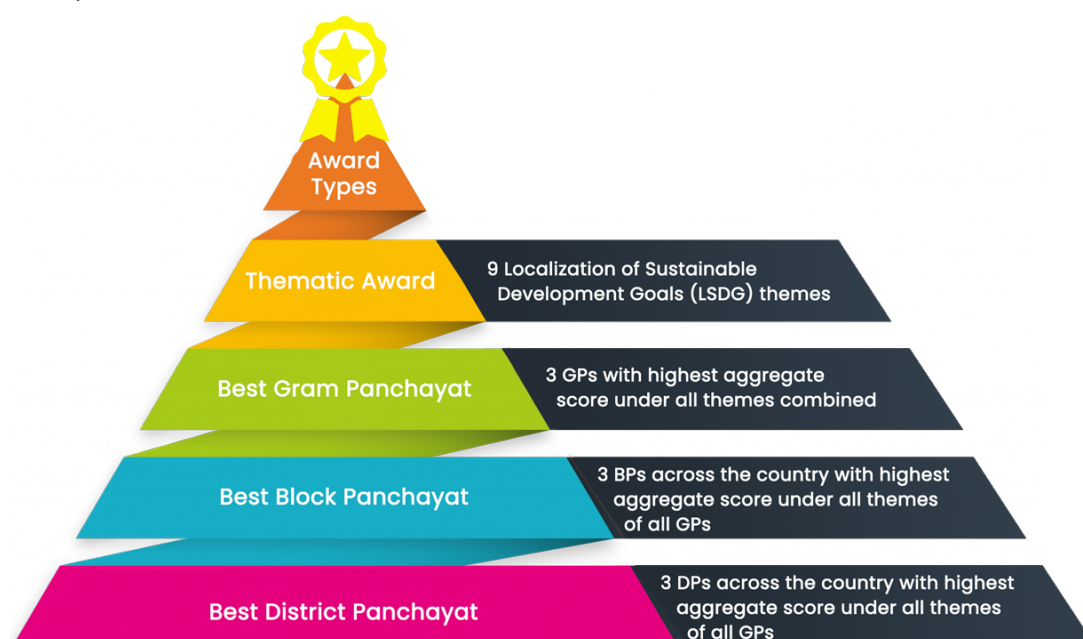 Award
Types
Thematic Award
9 Localization of Sustainable
Development Goals (LSDG) themes
Best Gram Panchayat
3 GPs with highest aggregate
score under all themes combined
Best Block Panchayat
3 BPs across the country with highest
aggregate score under all themes
of all GPs
Best District Panchayat
3 DPs across the country with highest
aggregate score under all themes
of all GPs